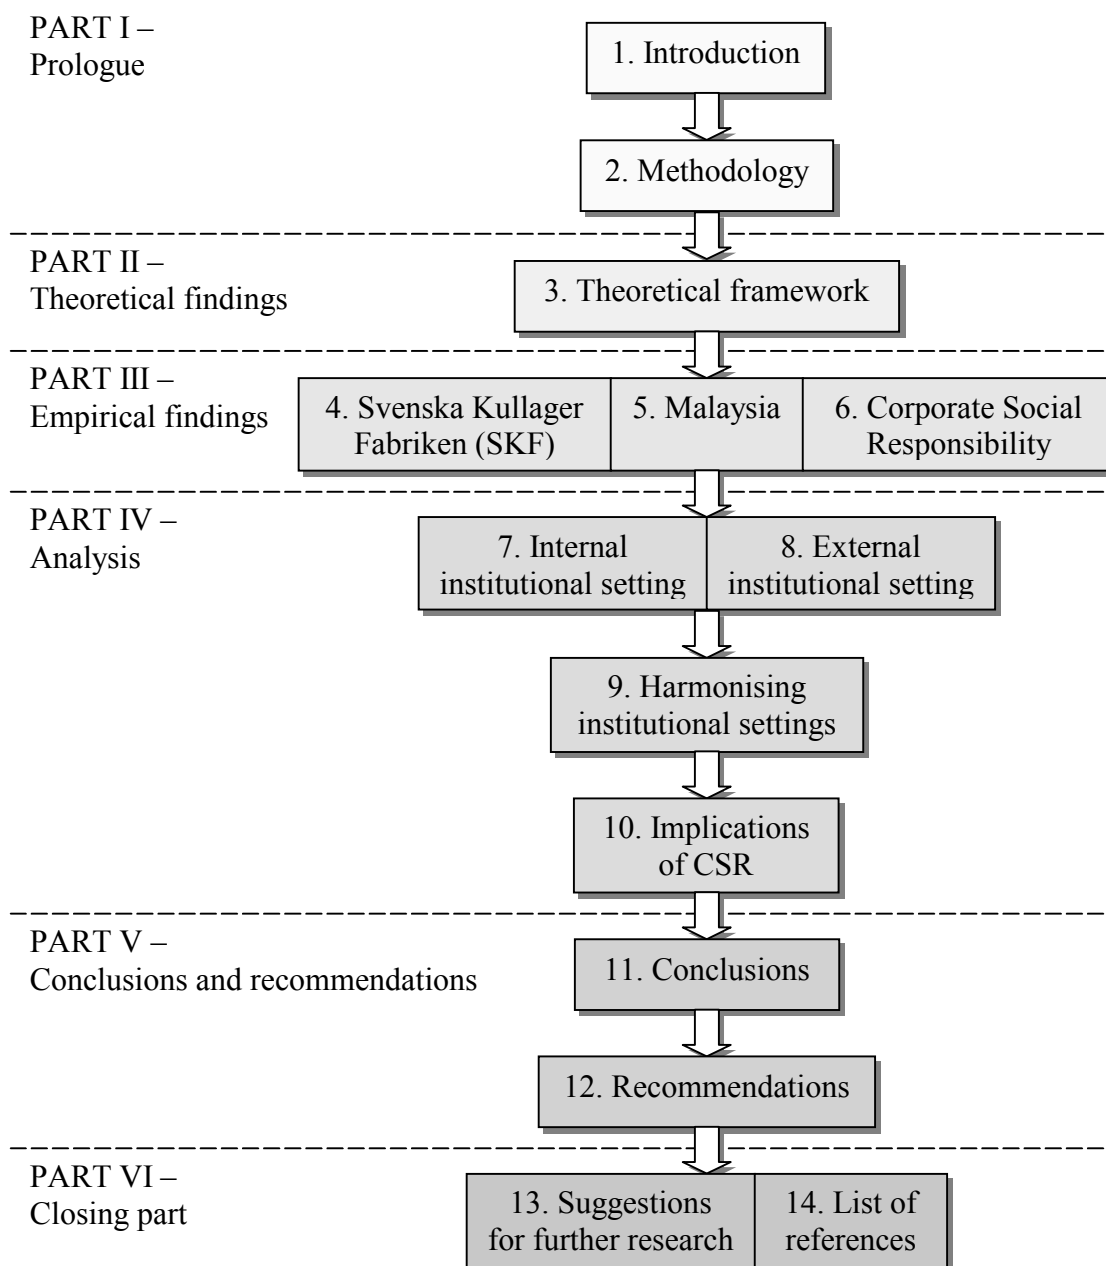 PART I –
Prologue
1. Introduction
2. Methodology
PART II –
Theoretical findings
3. Theoretical framework
PART III –
Empirical findings
4. Svenska Kullager
Fabriken (SKF)
5. Malaysia
6. Corporate Social
Responsibility
PART IV –
Analysis
7. Internal
institutional setting
8. External
institutional setting
9. Harmonising
institutional settings
10. Implications
of CSR
PART V –
Conclusions and recommendations
11. Conclusions
12. Recommendations
PART VI –
Closing part
13. Suggestions
for further research
14. List of
references